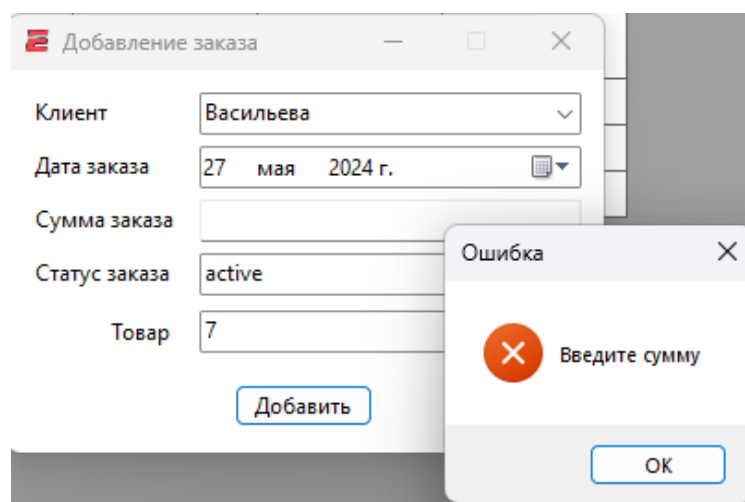 Добавление заказа
Клиент
Васильева
Дата заказа
27 мая 2024 г.
Сумма заказа
Статус заказа
active
Товар
7
Добавить
Ошибка
Введите сумму
ОК